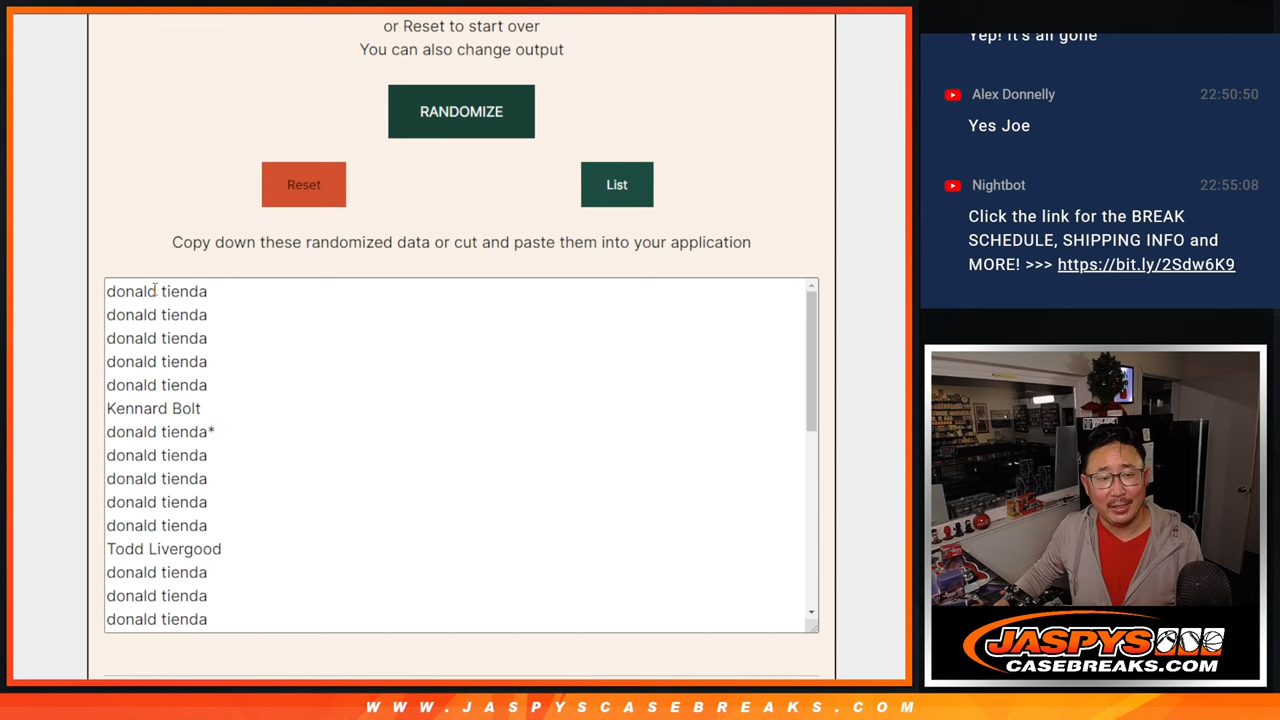 or Reset to start over
You can also change output
RANDOMIZE
Reset
List
Copy down these randomized data or cut and paste them into your application
donald tienda
donald tienda
donald tienda
donald tienda
donald tienda
Kennard Bolt
donald tienda*
donald tienda
donald tienda
donald tienda
donald tienda
Todd Livergood
donald tienda
donald tienda
donald tienda
Yep! it's all gone
Alex Donnelly
22:50:50
Yes Joe
Nightbot
22:55:08
Click the link for the BREAK
SCHEDULE, SHIPPING INFO and
MORE! >>> https://bit.ly/2Sdw6K9
JASPYS
CASEBREAKS.COM
WWW.JASPYSCASEBREAKS.COM